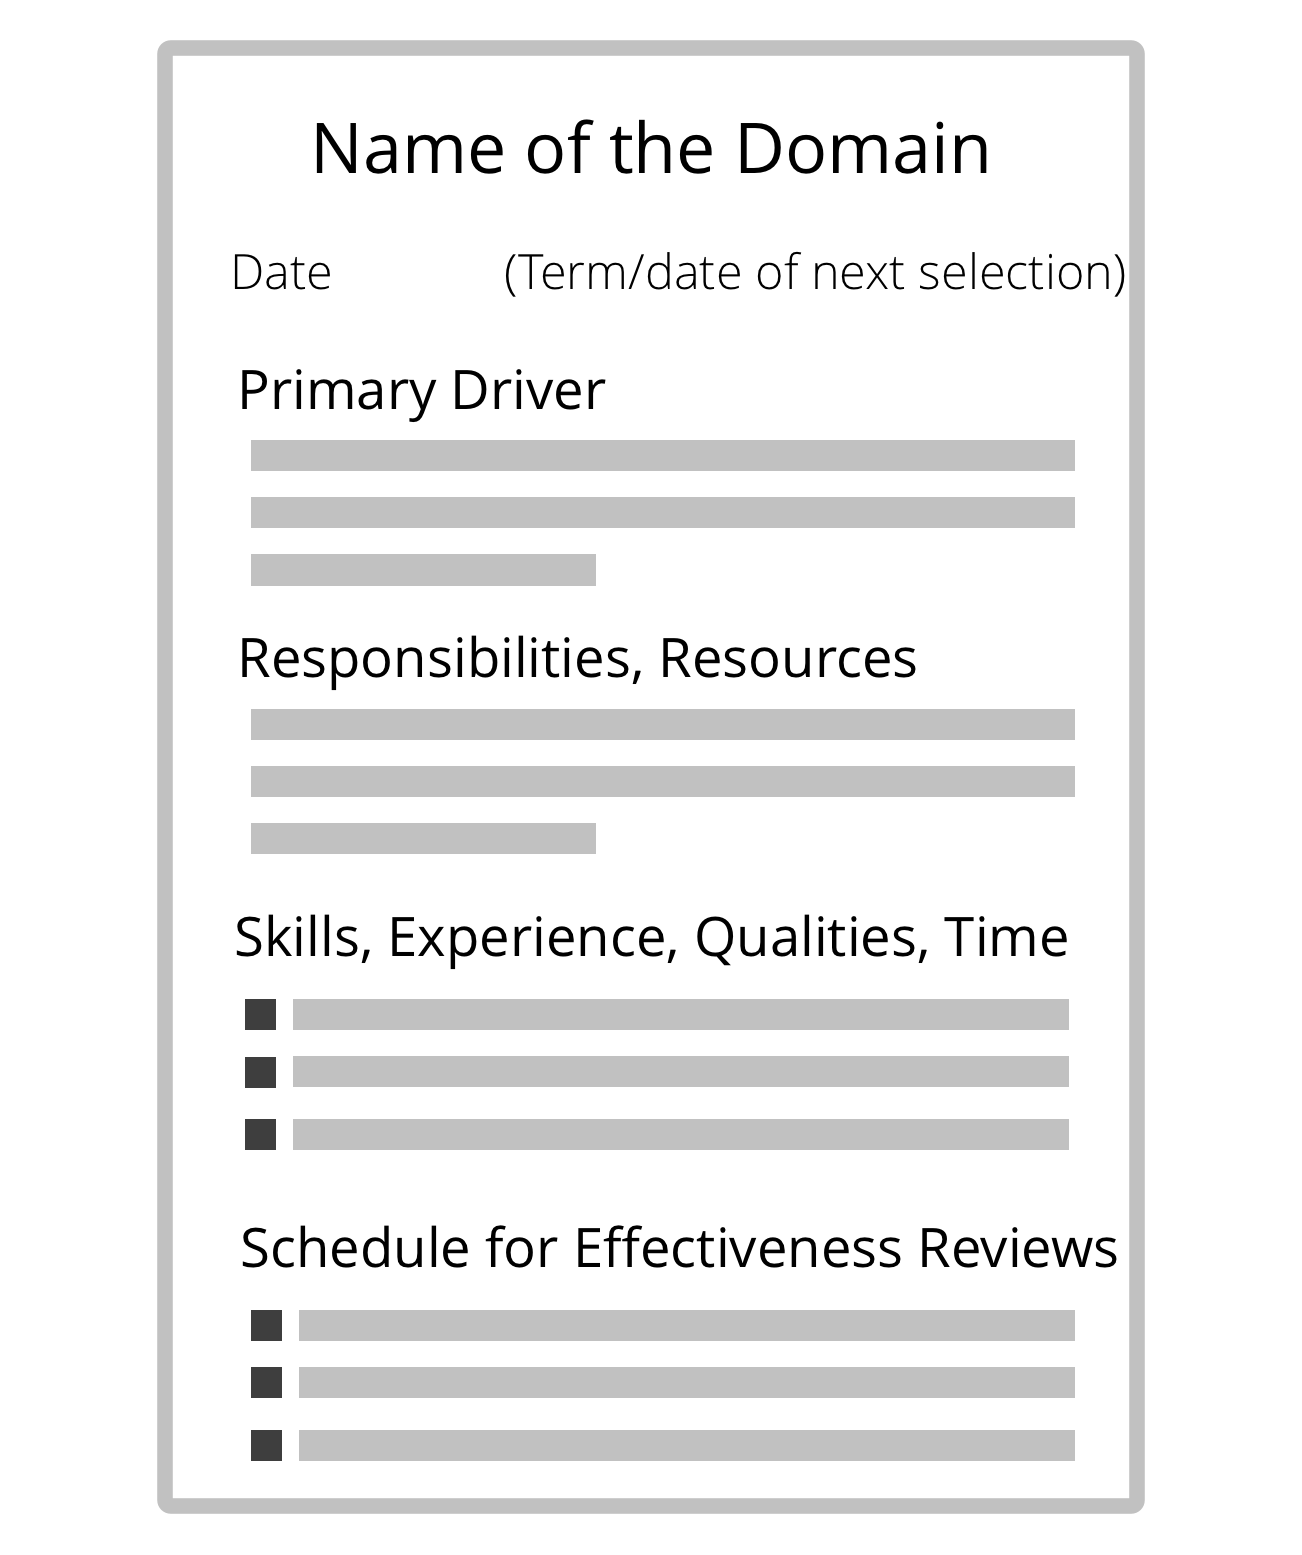 Name of the Domain
Date (Term/date of next selection)
Primary Driver
Responsibilities, Resources
Skills, Experience, Qualities, Time
Schedule for Effectiveness Reviews